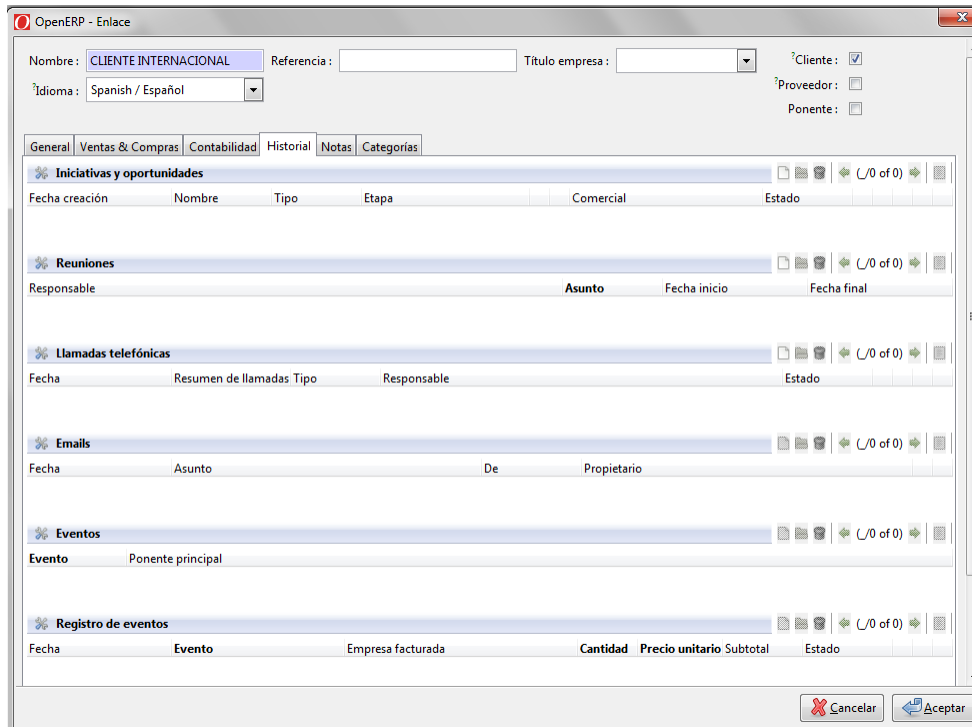 OpenERP - Enlace
Nombre : CLIENTE INTERNACIONAL Referencia : Título empresa : ?Cliente :
?Idioma : Spanish / Español ?Proveedor :
Ponente :
General Ventas & Compras Contabilidad Historial Notas Categorías
Iniciativas y oportunidades (_/0 of 0)
Fecha creación Nombre Tipo Etapa Comercial Estado
Reuniones (_/0 of 0)
Responsable Asunto Fecha inicio Fecha final
Llamadas telefónicas (_/0 of 0)
Fecha Resumen de llamadas Tipo Responsable Estado
Emails (_/0 of 0)
Fecha Asunto De Propietario
Eventos (_/0 of 0)
Evento Ponente principal
Registro de eventos (_/0 of 0)
Fecha Evento Empresa facturada Cantidad Precio unitario Subtotal Estado
Cancelar Aceptar